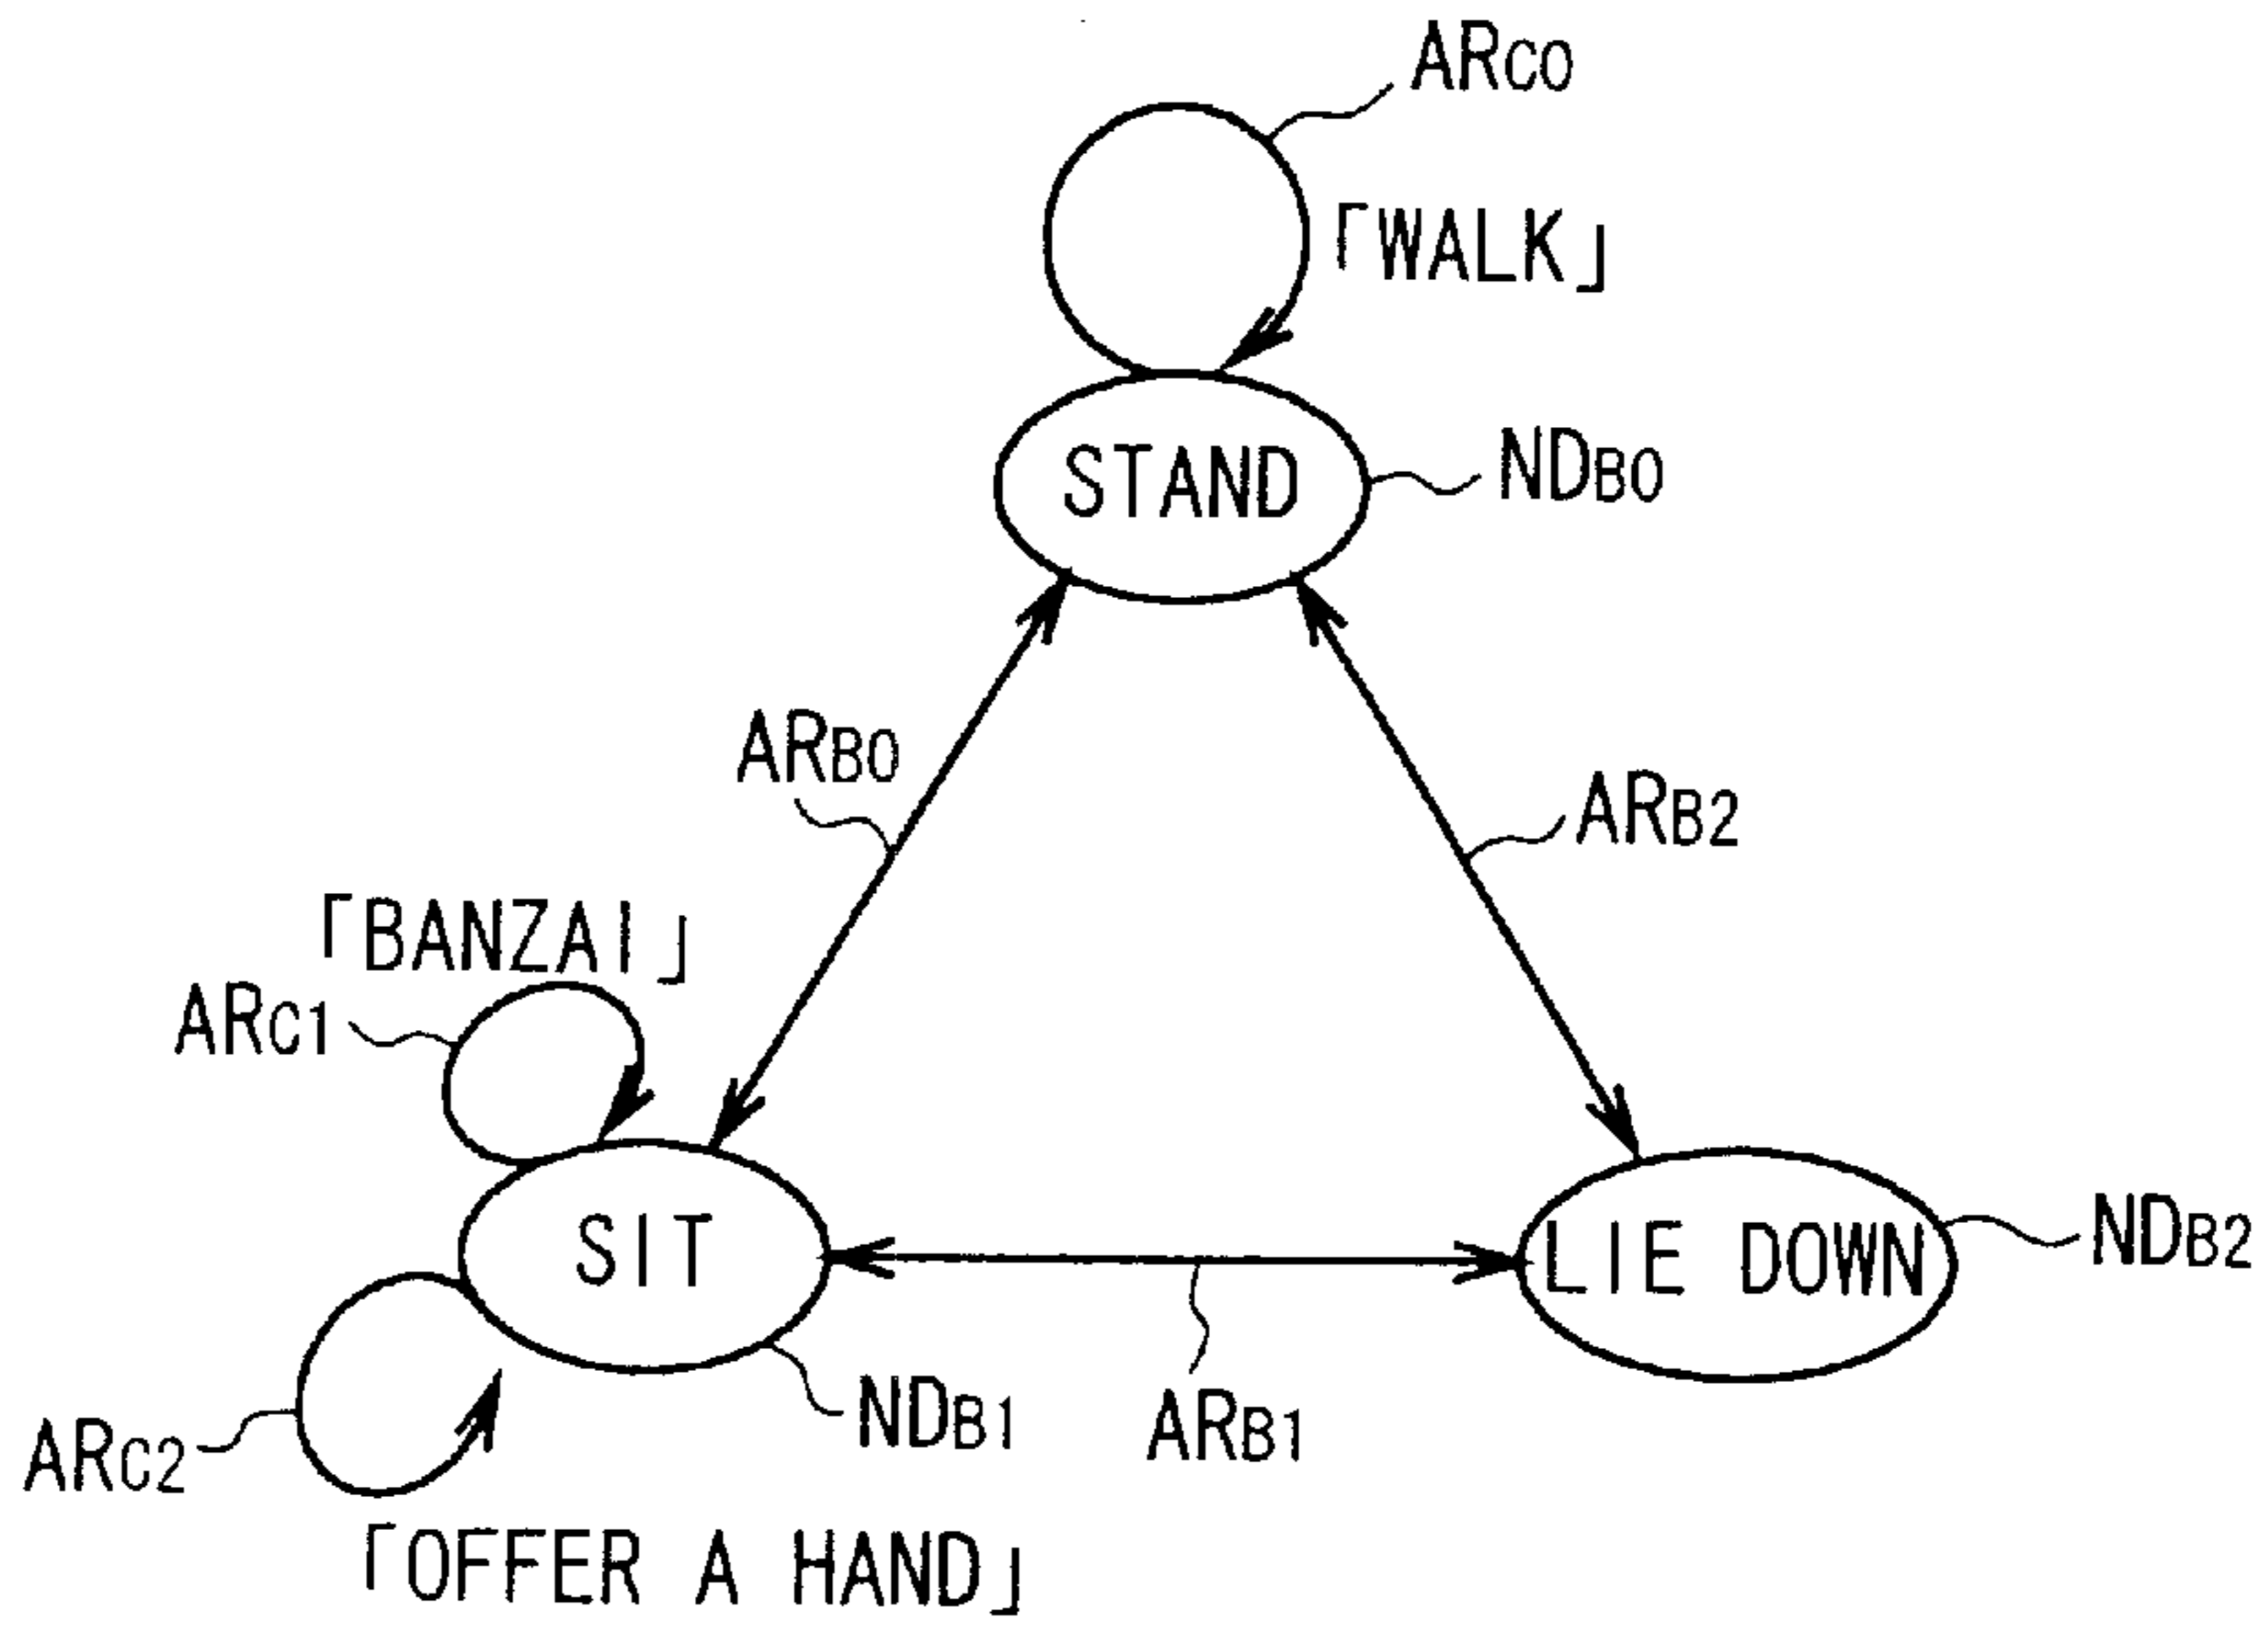 ARC0
「WALK」
STAND
NDB0
ARB0
ARB2
「BANZAI」
ARC1
SIT
LIE DOWN
NDB2
NDB1
ARB1
ARC2
「OFFER A HAND」